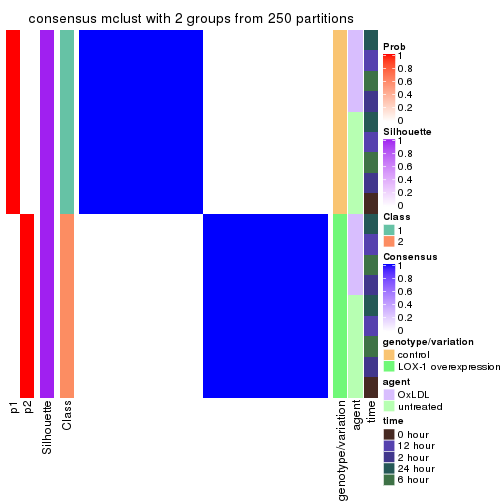 consensus mclust with 2 groups from 250 partitions
Prob
1
0.8
0.6
0.4
0.2
0
Silhouette
1
0.8
0.6
0.4
0.2
0
Class
1
2
Consensus
1
0.8
0.6
0.4
0.2
0
genotype/variation
control
LOX-1 overexpression
agent
OxLDL
untreated
time
0 hour
12 hour
2 hour
24 hour
6 hour
p1
p2
Silhouette
Class
genotype/variation
agent
time